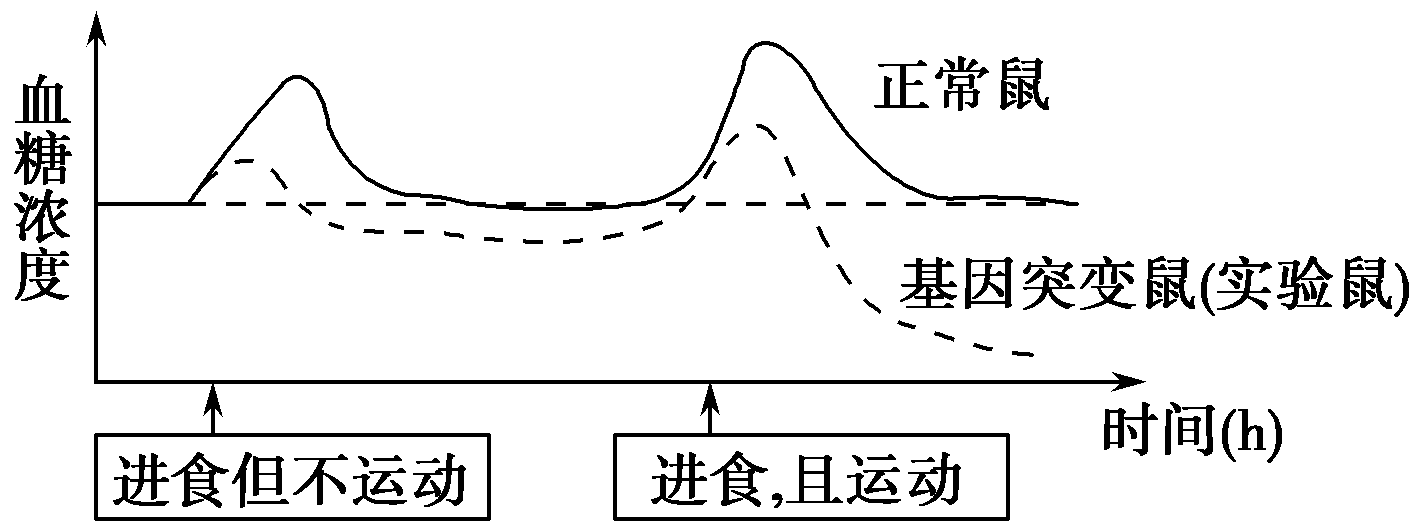 血糖浓度
正常鼠
基因突变鼠(实验鼠)
时间(h)
进食但不运动
进食,且运动